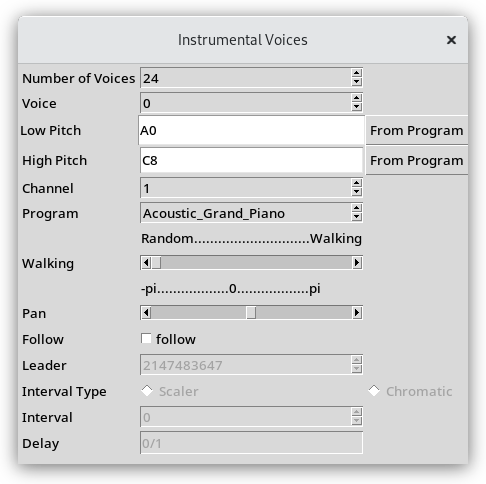 Instrumental Voices ×
Number of Voices 24
Voice 0
Low Pitch A0 From Program
High Pitch C8 From Program
Channel 1
Program Acoustic_Grand_Piano
Random.............................Walking
Walking
-pi..................0..................pi
Pan
Follow follow
Leader 2147483647
Interval Type Scaler Chromatic
Interval 0
Delay 0/1